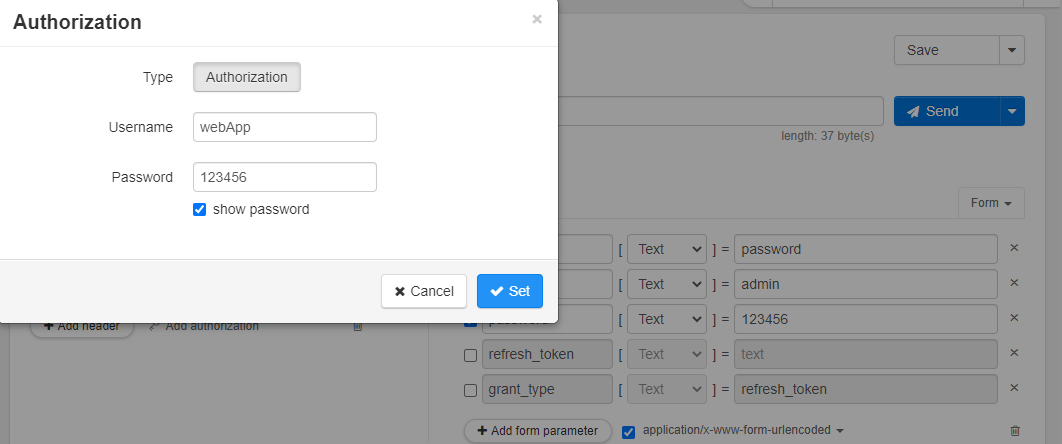 Authorization ×
Save
Type Authorization
Username webApp
Send
length: 37 byte(s)
Password 123456
show password
Form
[ Text ] = password ×
Cancel Set
[ Text ] = admin ×
Add header Add authorization
password [ Text ] = 123456 ×
refresh_token [ Text ] = text ×
grant_type [ Text ] = refresh_token ×
Add form parameter application/x-www-form-urlencoded